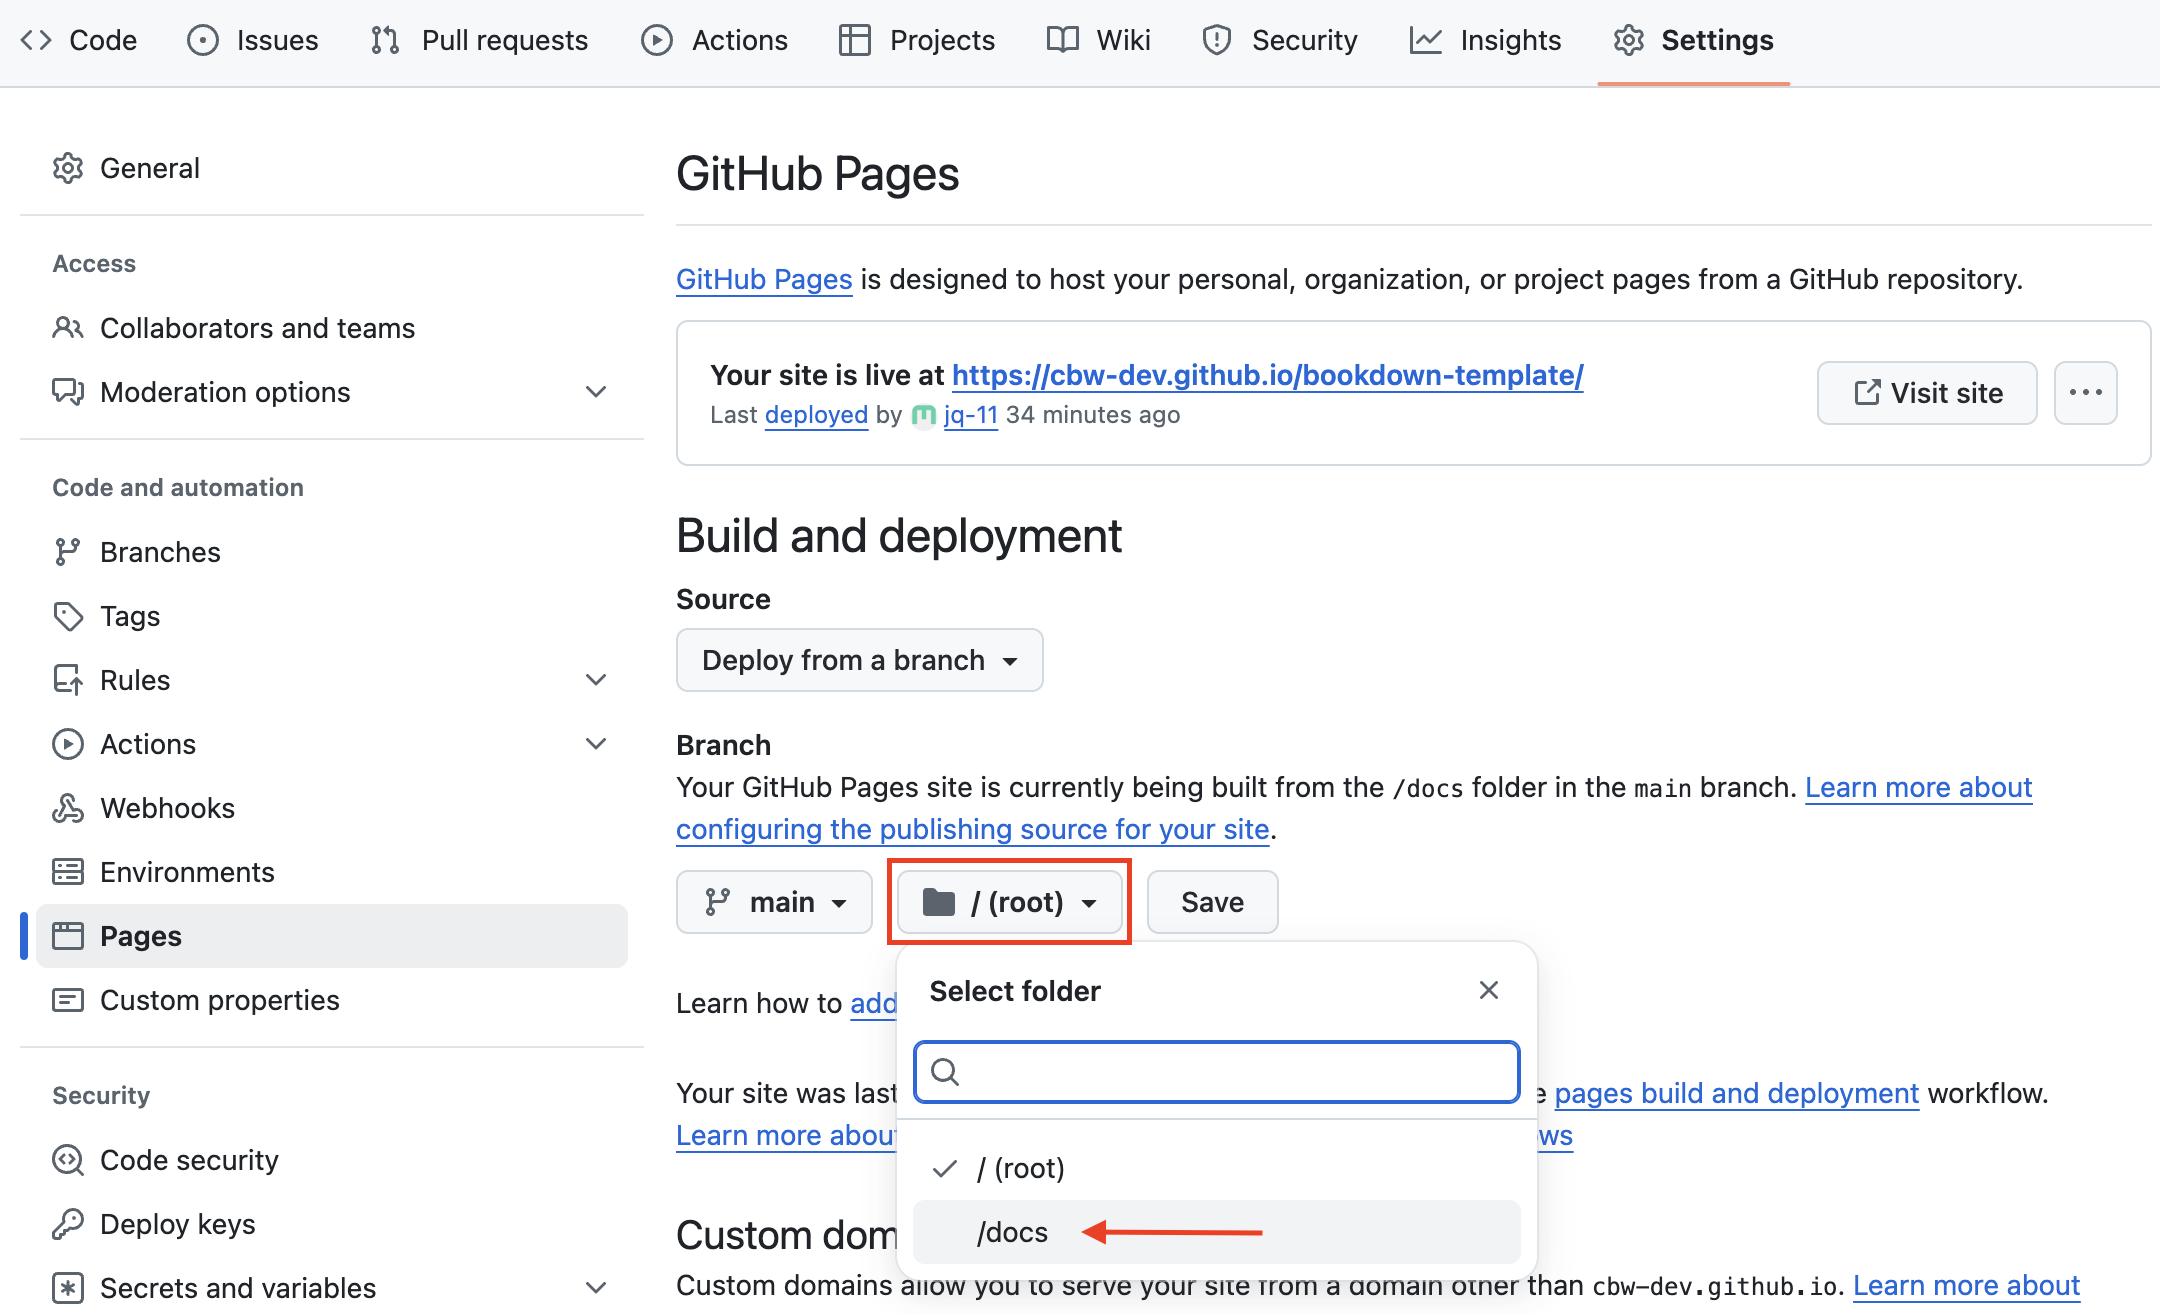 Code Issues Pull requests Actions Projects Wiki Security Insights Settings
General
Access
Collaborators and teams
Moderation options
Code and automation
Branches
Tags
Rules
Actions
Webhooks
Environments
Pages
Custom properties
Security
Code security
Deploy keys
Secrets and variables
GitHub Pages
GitHub Pages is designed to host your personal, organization, or project pages from a GitHub repository.
Your site is live at https://cbw-dev.github.io/bookdown-template/
Last deployed by jq-11 34 minutes ago
Visit site
Build and deployment
Source
Deploy from a branch
Branch
Your GitHub Pages site is currently being built from the /docs folder in the main branch. Learn more about
configuring the publishing source for your site.
main / (root) Save
Select folder
/ (root)
/docs
Learn how to add
Your site was last pages build and deployment workflow.
Learn more
Custom
Custom domains allow you to serve your site from a domain other than cbw-dev.github.io. Learn more about